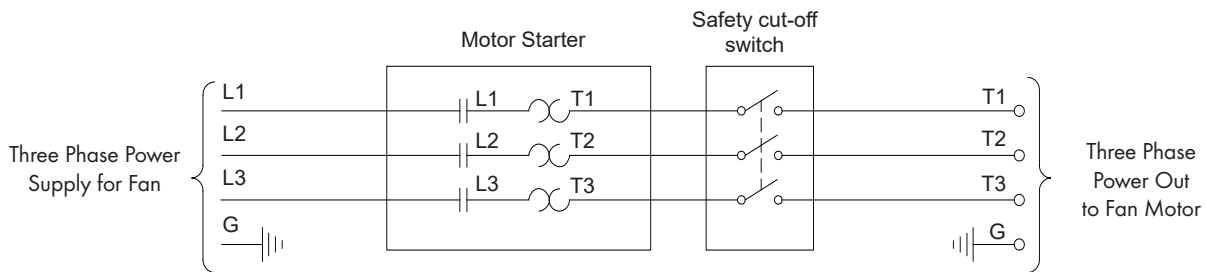 Safety cut-off
switch
Motor Starter
Three Phase Power
Supply for Fan
L1
L2
L3
G
L1 T1
L2 T2
L3 T3
T1
T2
T3
G
Three Phase
Power Out
to Fan Motor